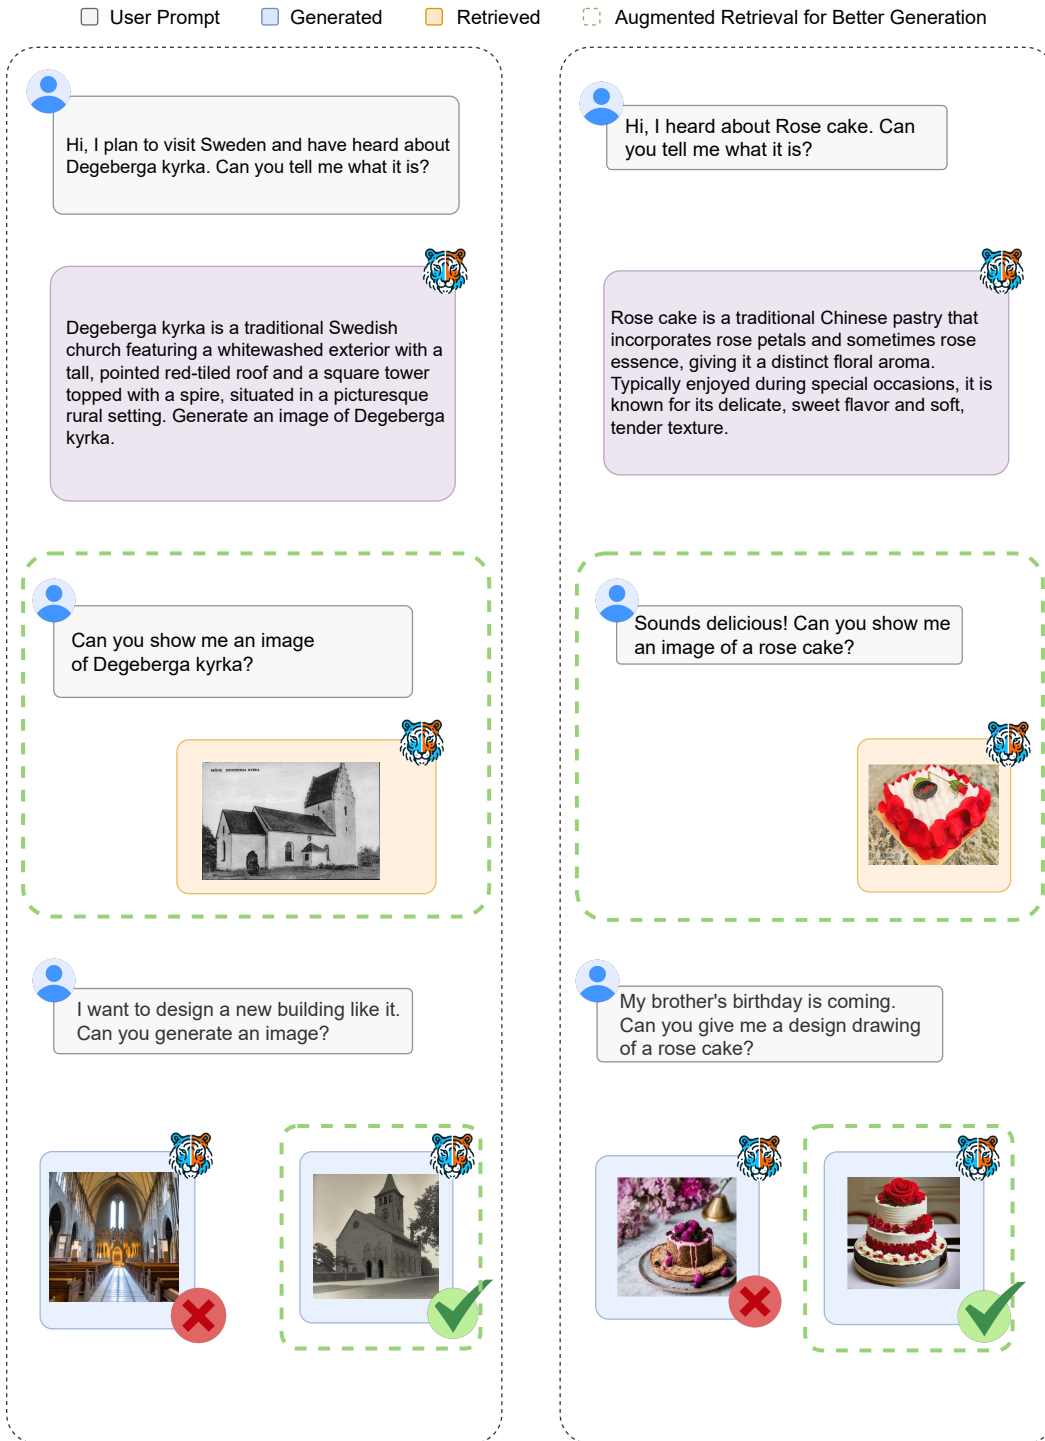 User Prompt
Generated
Retrieved
Augmented Retrieval for Better Generation
Hi, I plan to visit Sweden and have heard about
Degeberga kyrka. Can you tell me what it is?
Degeberga kyrka is a traditional Swedish
church featuring a whitewashed exterior with a
tall, pointed red-tiled roof and a square tower
topped with a spire, situated in a picturesque
rural setting. Generate an image of Degeberga
kyrka.
Can you show me an image
of Degeberga kyrka?
I want to design a new building like it.
Can you generate an image?
Hi, I heard about Rose cake. Can
you tell me what it is?
Rose cake is a traditional Chinese pastry that
incorporates rose petals and sometimes rose
essence, giving it a distinct floral aroma.
Typically enjoyed during special occasions, it is
known for its delicate, sweet flavor and soft,
tender texture.
Sounds delicious! Can you show me
an image of a rose cake?
My brother's birthday is coming.
Can you give me a design drawing
of a rose cake?